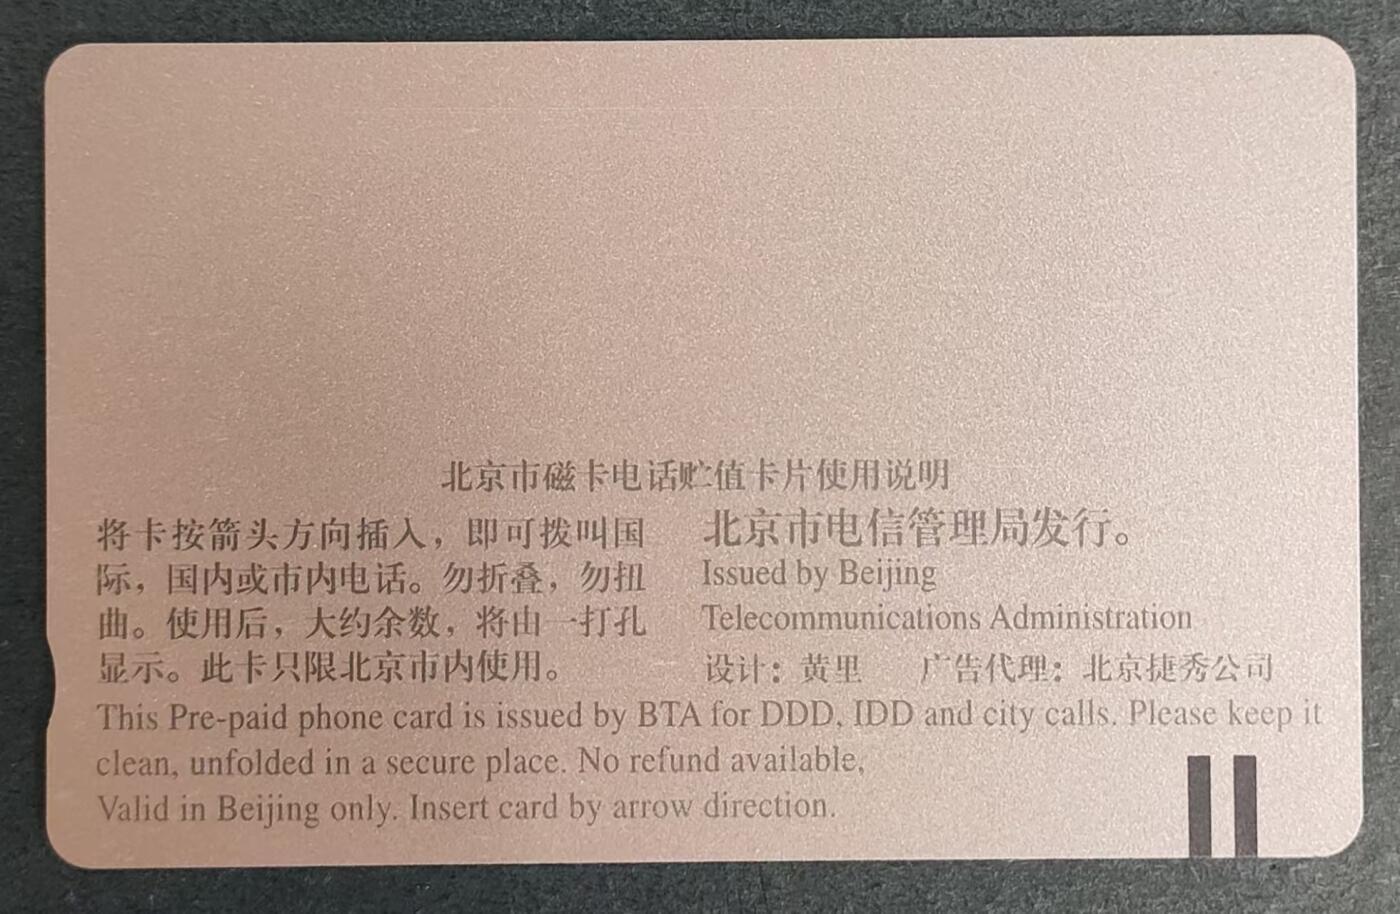 北京市磁卡电话贮值卡片使用说明
将卡按箭头方向插入，即可拨叫国
际，国内或市内电话。勿折叠，勿扭
曲。使用后，大约余数，将由一打孔
显示。此卡只限北京市内使用。
北京市电信管理局发行。
Issued by Beijing
Telecommunications Administration
设计：黄里 广告代理：北京捷秀公司
This Pre-paid phone card is issued by BTA for DDD, IDD and city calls. Please keep it
clean, unfolded in a secure place. No refund available,
Valid in Beijing only. Insert card by arrow direction.